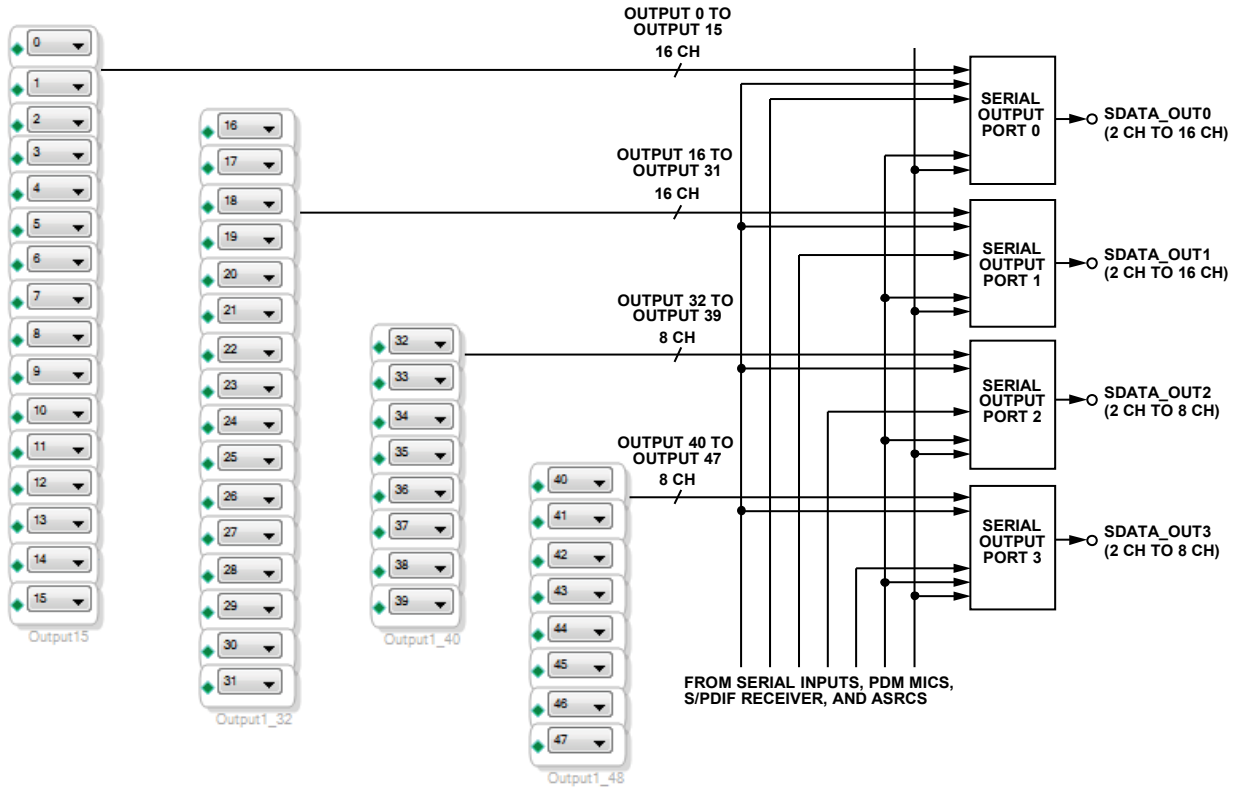 0
1
2
3
4
5
6
7
8
9
10
11
12
13
14
15
Output15
16
17
18
19
20
21
22
23
24
25
26
27
28
29
30
31
Output1_32
32
33
34
35
36
37
38
39
Output1_40
40
41
42
43
44
45
46
47
Output1_48
OUTPUT 0 TO
OUTPUT 15
16 CH
OUTPUT 16 TO
OUTPUT 31
16 CH
OUTPUT 32 TO
OUTPUT 39
8 CH
OUTPUT 40 TO
OUTPUT 47
8 CH
SERIAL
OUTPUT
PORT 0
SDATA_OUT0
(2 CH TO 16 CH)
SERIAL
OUTPUT
PORT 1
SDATA_OUT1
(2 CH TO 16 CH)
SERIAL
OUTPUT
PORT 2
SDATA_OUT2
(2 CH TO 8 CH)
SERIAL
OUTPUT
PORT 3
SDATA_OUT3
(2 CH TO 8 CH)
FROM SERIAL INPUTS, PDM MICS,
S/PDIF RECEIVER, AND ASRCS